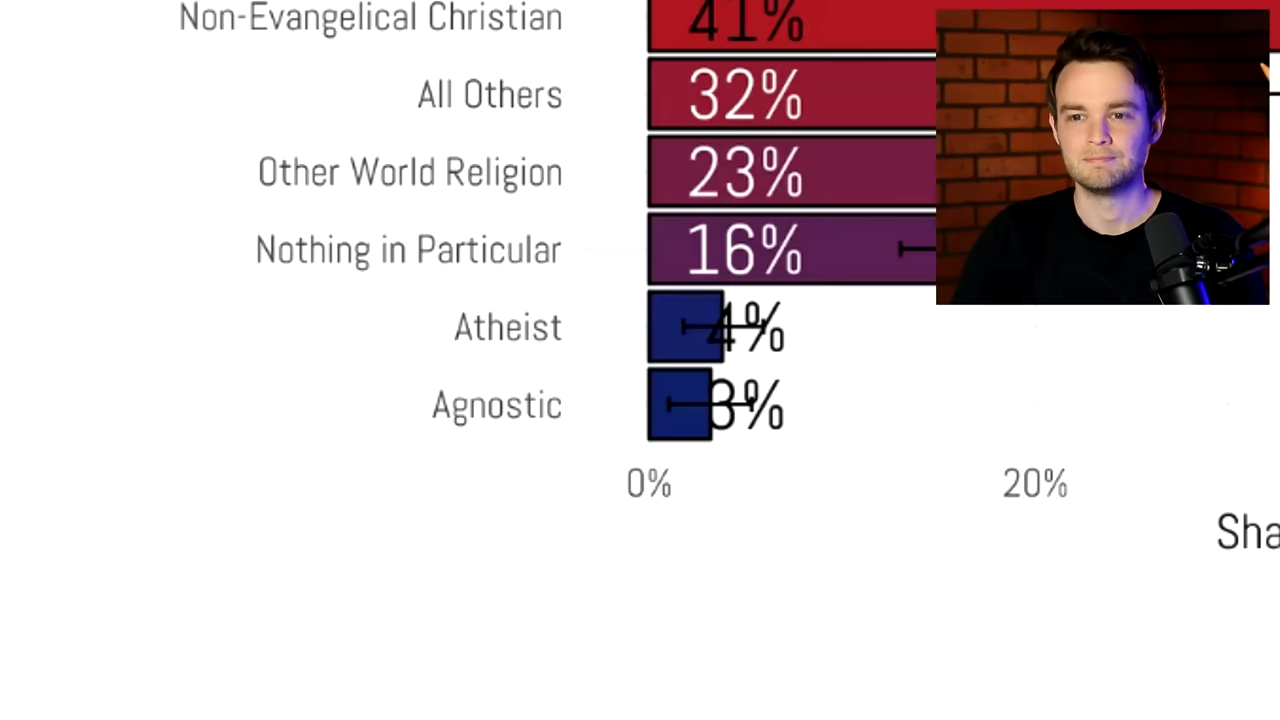 Non-Evangelical Christian 41%
All Others 32%
Other World Religion 23%
Nothing in Particular 16%
Atheist 4%
Agnostic 3%
0% 20%
Sha